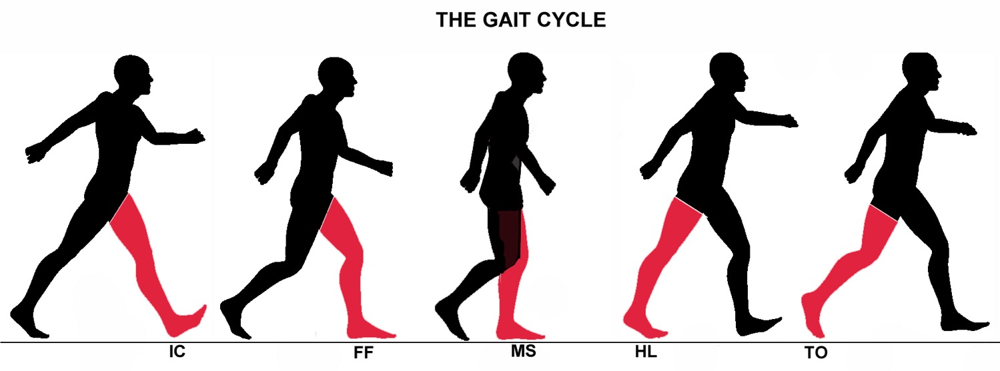 THE GAIT CYCLE
IC FF MS HL TO